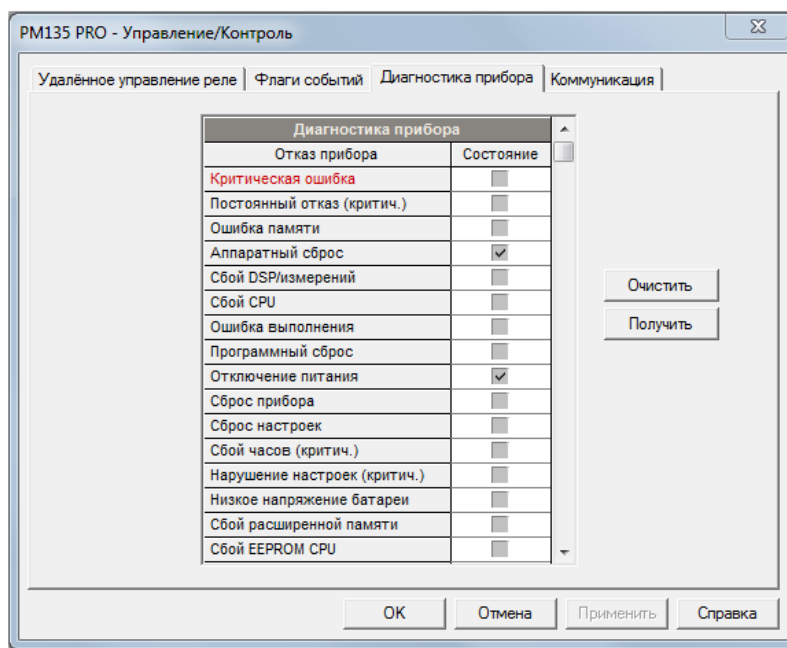 PM135 PRO - Управление/Контроль
Удалённое управление реле Флаги событий Диагностика прибора Коммуникация
Диагностика прибора
Отказ прибора Состояние
Критическая ошибка
Постоянный отказ (критич.)
Ошибка памяти
Аппаратный сброс
Сбой DSP/измерений
Сбой CPU
Ошибка выполнения
Программный сброс
Отключение питания
Сброс прибора
Сброс настроек
Сбой часов (критич.)
Нарушение настроек (критич.)
Низкое напряжение батареи
Сбой расширенной памяти
Сбой EEPROM CPU
Очистить
Получить
OK Отмена Применить Справка